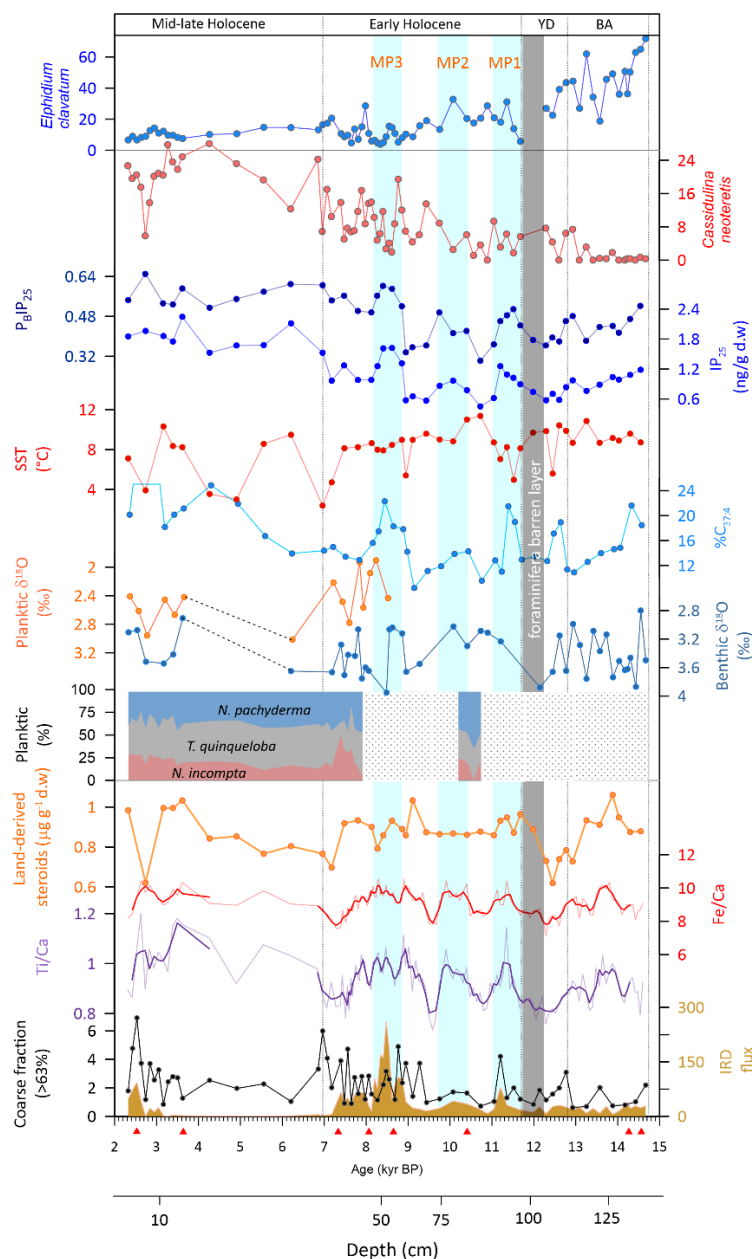 Mid-late Holocene Early Holocene YD BA
MP3 MP2 MP1
Elphidium
clavatum
60
40
20
0
24
16
8
0
Cassidulina
neoteretis
PBIP25
0.64
0.48
0.32
2.4
1.8
1.2
0.6
IP25
(ng/g d.w)
SST
(°C)
12
8
4
24
20
16
12
%C37:4
foraminifera barren layer
Planktic δ18O
(‰)
2
2.4
2.8
3.2
2.8
3.2
3.6
4
Benthic δ18O
(‰)
Planktic
(%)
100
75
50
25
0
N. pachyderma
T. quinqueloba
N. incompta
Land-derived
steroids (µg g-1 d.w)
1
0.8
0.6
12
10
8
6
Fe/Ca
Ti/Ca
1.2
1
0.8
Coarse fraction
(>63%)
6
4
2
0
300
150
75
0
IRD
flux
2 3 4 5 6 7 8 9 10 11 12 13 14 15
Age (kyr BP)
10 50 75 100 125
Depth (cm)